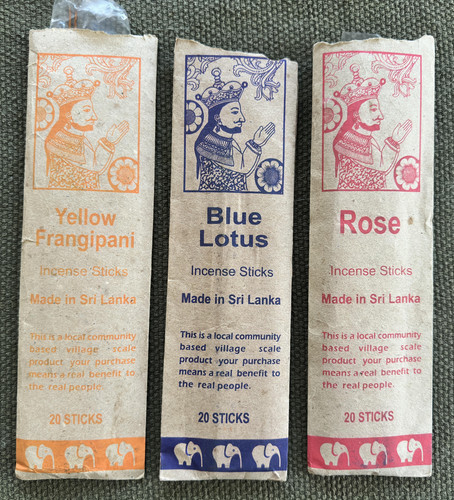 Yellow
Frangipani
Incense Sticks
Made in Sri Lanka
This is a local community
based village scale
product your purchase
means a real benefit to
the real people.
20 STICKS
Blue
Lotus
Incense Sticks
Made in Sri Lanka
This is a local community
based village scale
product your purchase
means a real benefit to
the real people.
20 STICKS
Rose
Incense Sticks
Made in Sri Lanka
This is a local community
based village scale
product your purchase
means a real benefit to
the real people.
20 STICKS